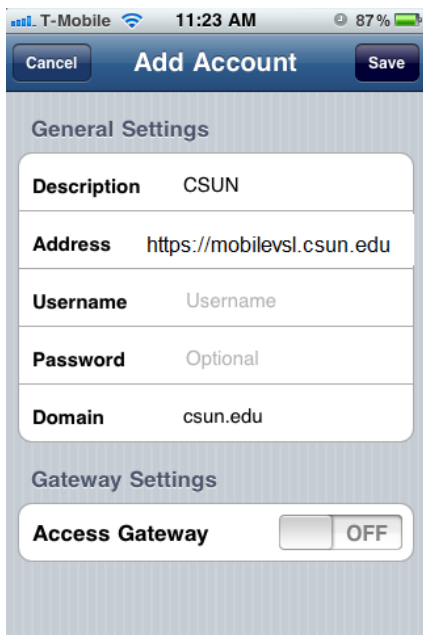 T-Mobile 11:23 AM 87%
Cancel Add Account Save
General Settings
Description CSUN
Address https://mobilevsl.csun.edu
Username Username
Password Optional
Domain csun.edu
Gateway Settings
Access Gateway OFF